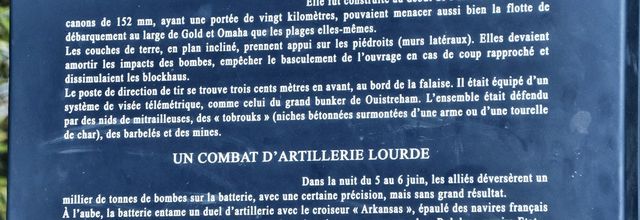 Elle fut construite au début de
canons de 152 mm, ayant une portée de vingt kilomètres, pouvaient menacer aussi bien la flotte de
débarquement au large de Gold et Omaha que les plages elles-mêmes.
Les couches de terre, en plan incliné, prennent appui sur les piédroits (murs latéraux). Elles devaient
amortir les impacts des bombes, empêcher le basculement de l'ouvrage en cas de coup rapproché et
dissimulaient les blockhaus.
Le poste de direction de tir se trouve trois cents mètres en avant, au bord de la falaise. Il était équipé d'un
système de visée télémétrique, comme celui du grand bunker de Ouistreham. L'ensemble était défendu
par des nids de mitrailleuses, des « tobrouks » (niches bétonnées surmontées d'une arme ou d'une tourelle
de char), des barbelés et des mines.
UN COMBAT D'ARTILLERIE LOURDE
Dans la nuit du 5 au 6 juin, les alliés déversèrent un
millier de tonnes de bombes sur la batterie, avec une certaine précision, mais sans grand résultat.
À l'aube, la batterie entame un duel d'artillerie avec le croiseur « Arkansas », épaulé des navires français